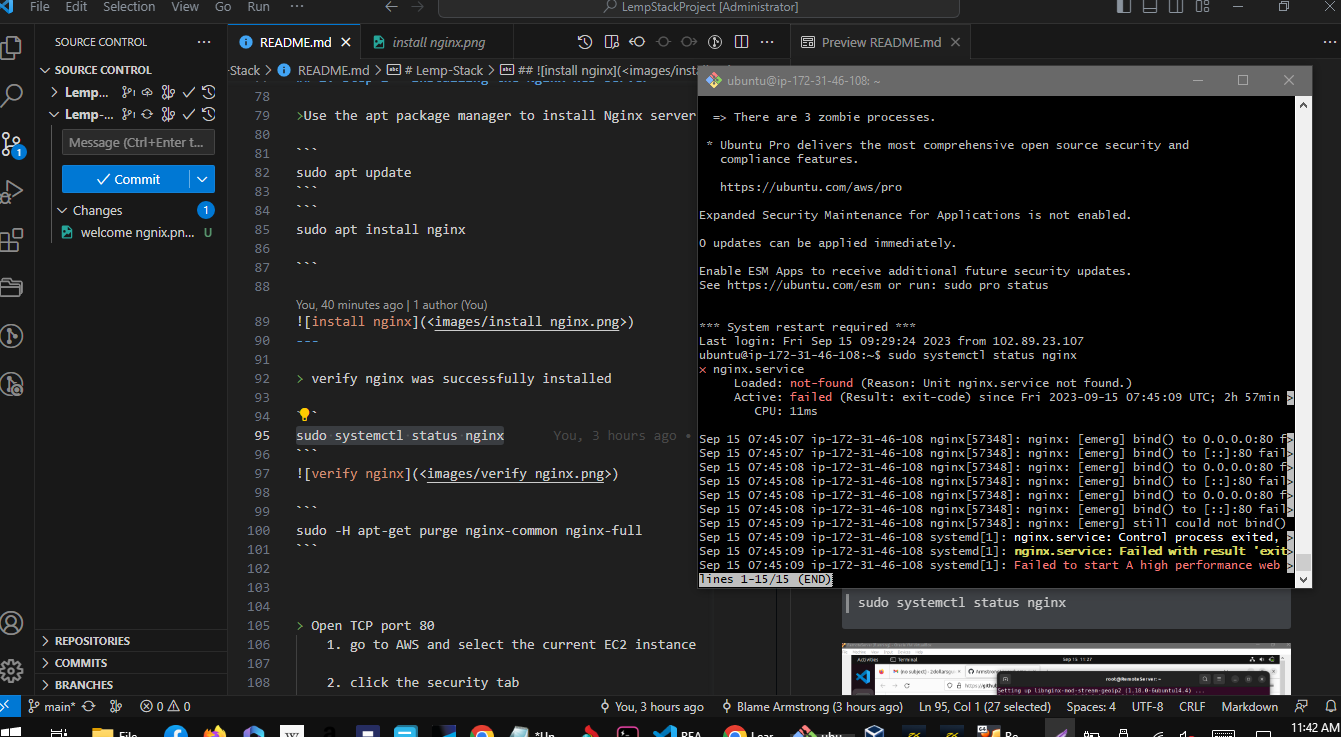 File Edit Selection View Go Run ··· LempStackProject [Administrator]
SOURCE CONTROL ···
README.md
install nginx.png
Preview README.md
-Stack > README.md > # Lemp-Stack > ## ![install nginx](<images/insta
SOURCE CONTROL
Lemp...
Lemp-...
Message (Ctrl+Enter t...
Commit
Changes 1
welcome ngnix.pn... U
REPOSITORIES
COMMITS
BRANCHES
78
79 >Use the apt package manager to install Nginx server
80
81 ```
82 sudo apt update
83 ```
84 ```
85 sudo apt install nginx
86
87 ```
88
You, 40 minutes ago | 1 author (You)
89 ![install nginx](<images/install nginx.png>)
90 ---
91
92 > verify nginx was successfully installed
93
94
95 sudo systemctl status nginx You, 3 hours ago •
96 ```
97 ![verify nginx](<images/verify nginx.png>)
98
99 ```
100 sudo -H apt-get purge nginx-common nginx-full
101 ```
102
103
104
105 > Open TCP port 80
106 1. go to AWS and select the current EC2 instance
107
108 2. click the security tab
ubuntu@ip-172-31-46-108: ~
=> There are 3 zombie processes.
* Ubuntu Pro delivers the most comprehensive open source security and
compliance features.
https://ubuntu.com/aws/pro
Expanded Security Maintenance for Applications is not enabled.
0 updates can be applied immediately.
Enable ESM Apps to receive additional future security updates.
See https://ubuntu.com/esm or run: sudo pro status
*** System restart required ***
Last login: Fri Sep 15 09:29:24 2023 from 102.89.23.107
ubuntu@ip-172-31-46-108:~$ sudo systemctl status nginx
× nginx.service
Loaded: not-found (Reason: Unit nginx.service not found.)
Active: failed (Result: exit-code) since Fri 2023-09-15 07:45:09 UTC; 2h 57min >
CPU: 11ms
Sep 15 07:45:07 ip-172-31-46-108 nginx[57348]: nginx: [emerg] bind() to 0.0.0.0:80 f>
Sep 15 07:45:07 ip-172-31-46-108 nginx[57348]: nginx: [emerg] bind() to [::]:80 fail>
Sep 15 07:45:08 ip-172-31-46-108 nginx[57348]: nginx: [emerg] bind() to 0.0.0.0:80 f>
Sep 15 07:45:08 ip-172-31-46-108 nginx[57348]: nginx: [emerg] bind() to [::]:80 fail>
Sep 15 07:45:08 ip-172-31-46-108 nginx[57348]: nginx: [emerg] bind() to 0.0.0.0:80 f>
Sep 15 07:45:08 ip-172-31-46-108 nginx[57348]: nginx: [emerg] bind() to [::]:80 fail>
Sep 15 07:45:09 ip-172-31-46-108 nginx[57348]: nginx: [emerg] still could not bind()
Sep 15 07:45:09 ip-172-31-46-108 systemd[1]: nginx.service: Control process exited, >
Sep 15 07:45:09 ip-172-31-46-108 systemd[1]: nginx.service: Failed with result 'exit>
Sep 15 07:45:09 ip-172-31-46-108 systemd[1]: Failed to start A high performance web >
lines 1-15/15 (END)
sudo systemctl status nginx
Activities Terminal Sep 15 11:27
root@RemoteServer: ~
Setting up libnginx-mod-stream-geoip2 (1.18.0-6ubuntu14.4) ...
main* 0 0 You, 3 hours ago Blame Armstrong (3 hours ago) Ln 95, Col 1 (27 selected) Spaces: 4 UTF-8 CRLF Markdown
File 11:42 AM